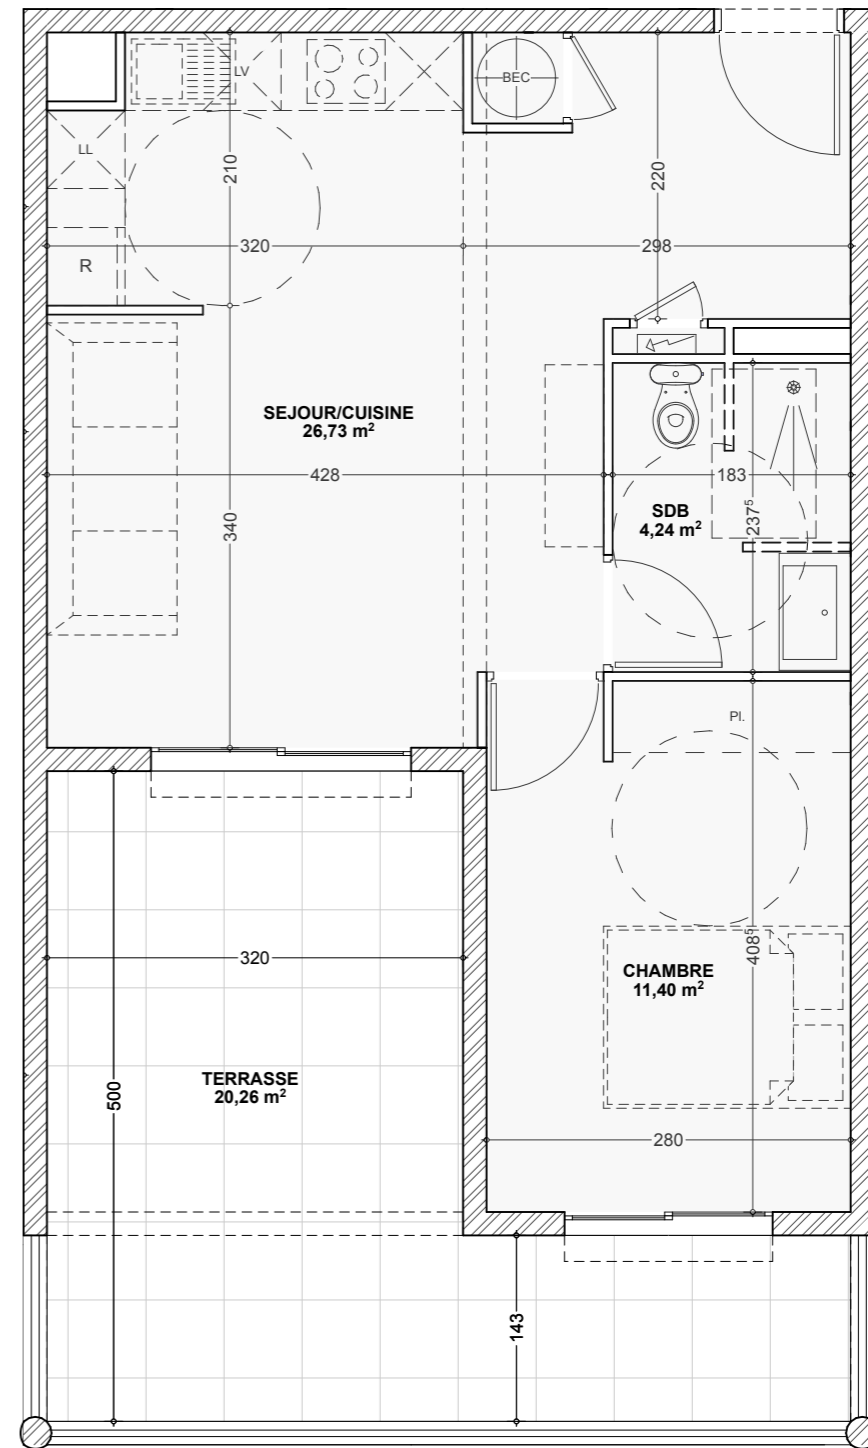 BEC
LV
LL
210
220
320
298
R
SEJOUR/CUISINE
26,73 m²
428
183
SDB
4,24 m²
237⁵
340
Pl.
320
408⁵
CHAMBRE
11,40 m²
TERRASSE
20,26 m²
500
280
143